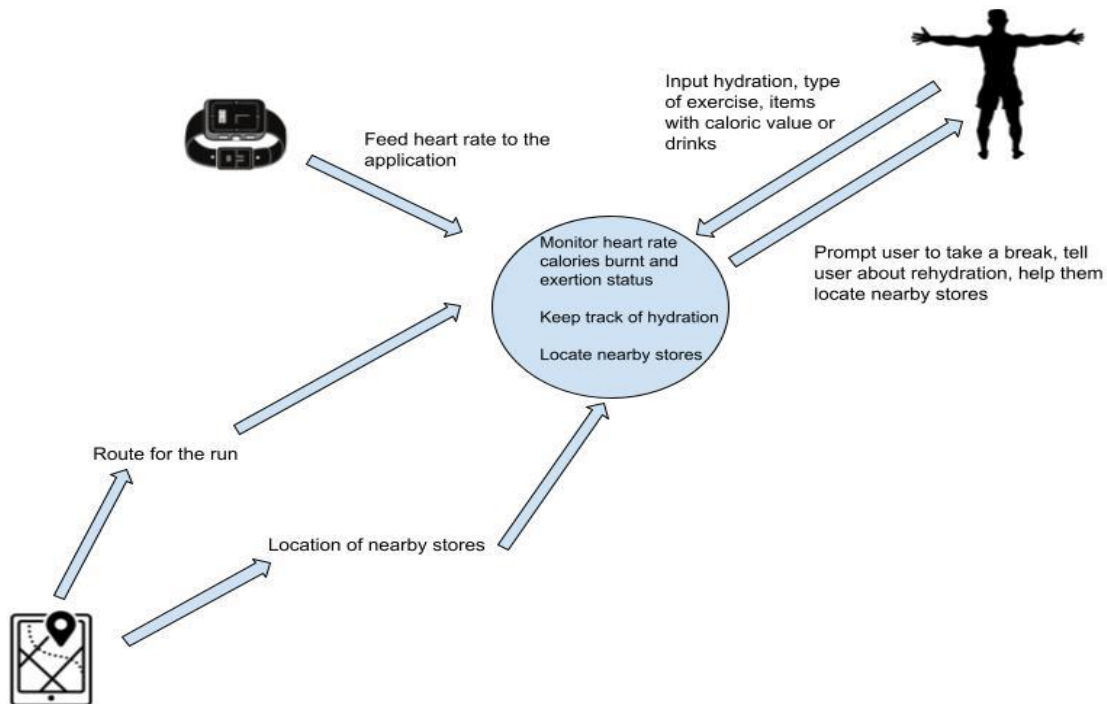 Input hydration, type
of exercise, items
with caloric value or
drinks
Feed heart rate to the
application
Monitor heart rate
calories burnt and
exertion status
Keep track of hydration
Locate nearby stores
Prompt user to take a break, tell
user about rehydration, help them
locate nearby stores
Route for the run
Location of nearby stores